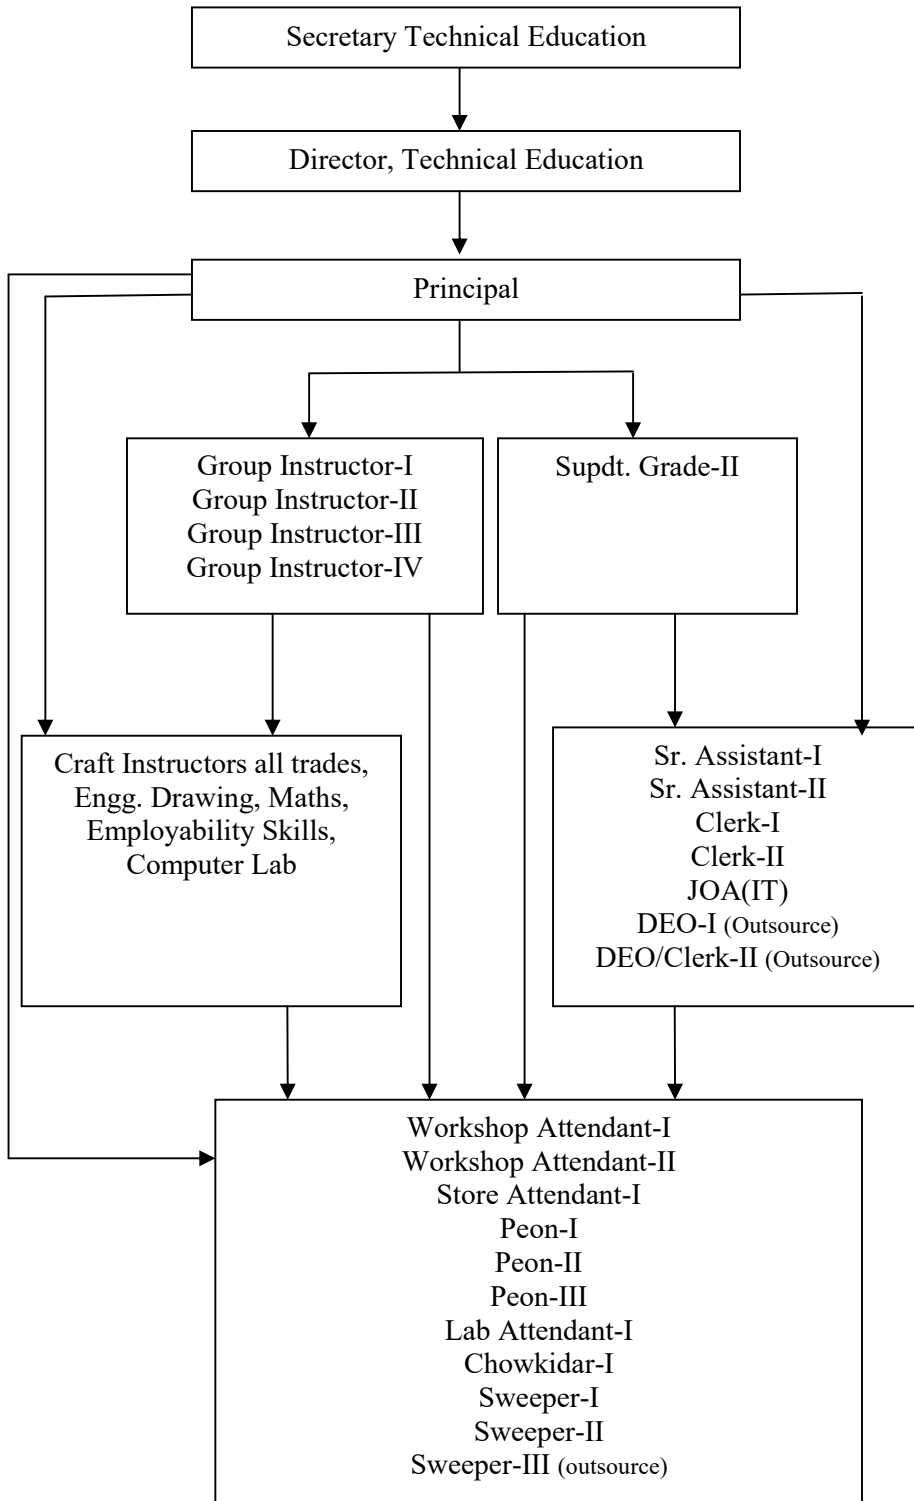 Secretary Technical Education
Director, Technical Education
Principal
Group Instructor-I
Group Instructor-II
Group Instructor-III
Group Instructor-IV
Supdt. Grade-II
Craft Instructors all trades,
Engg. Drawing, Maths,
Employability Skills,
Computer Lab
Sr. Assistant-I
Sr. Assistant-II
Clerk-I
Clerk-II
JOA(IT)
DEO-I (Outsource)
DEO/Clerk-II (Outsource)
Workshop Attendant-I
Workshop Attendant-II
Store Attendant-I
Peon-I
Peon-II
Peon-III
Lab Attendant-I
Chowkidar-I
Sweeper-I
Sweeper-II
Sweeper-III (outsource)